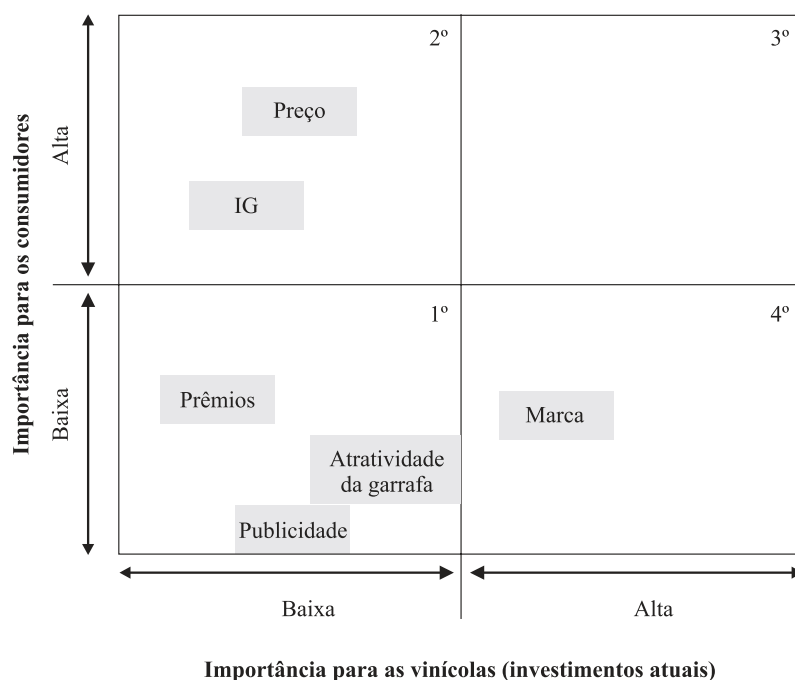 2º
3º
Preço
IG
1º
4º
Prêmios
Marca
Atratividade
da garrafa
Publicidade
Importância para os consumidores
Alta
Baixa
Baixa
Alta
Importância para as vinícolas (investimentos atuais)